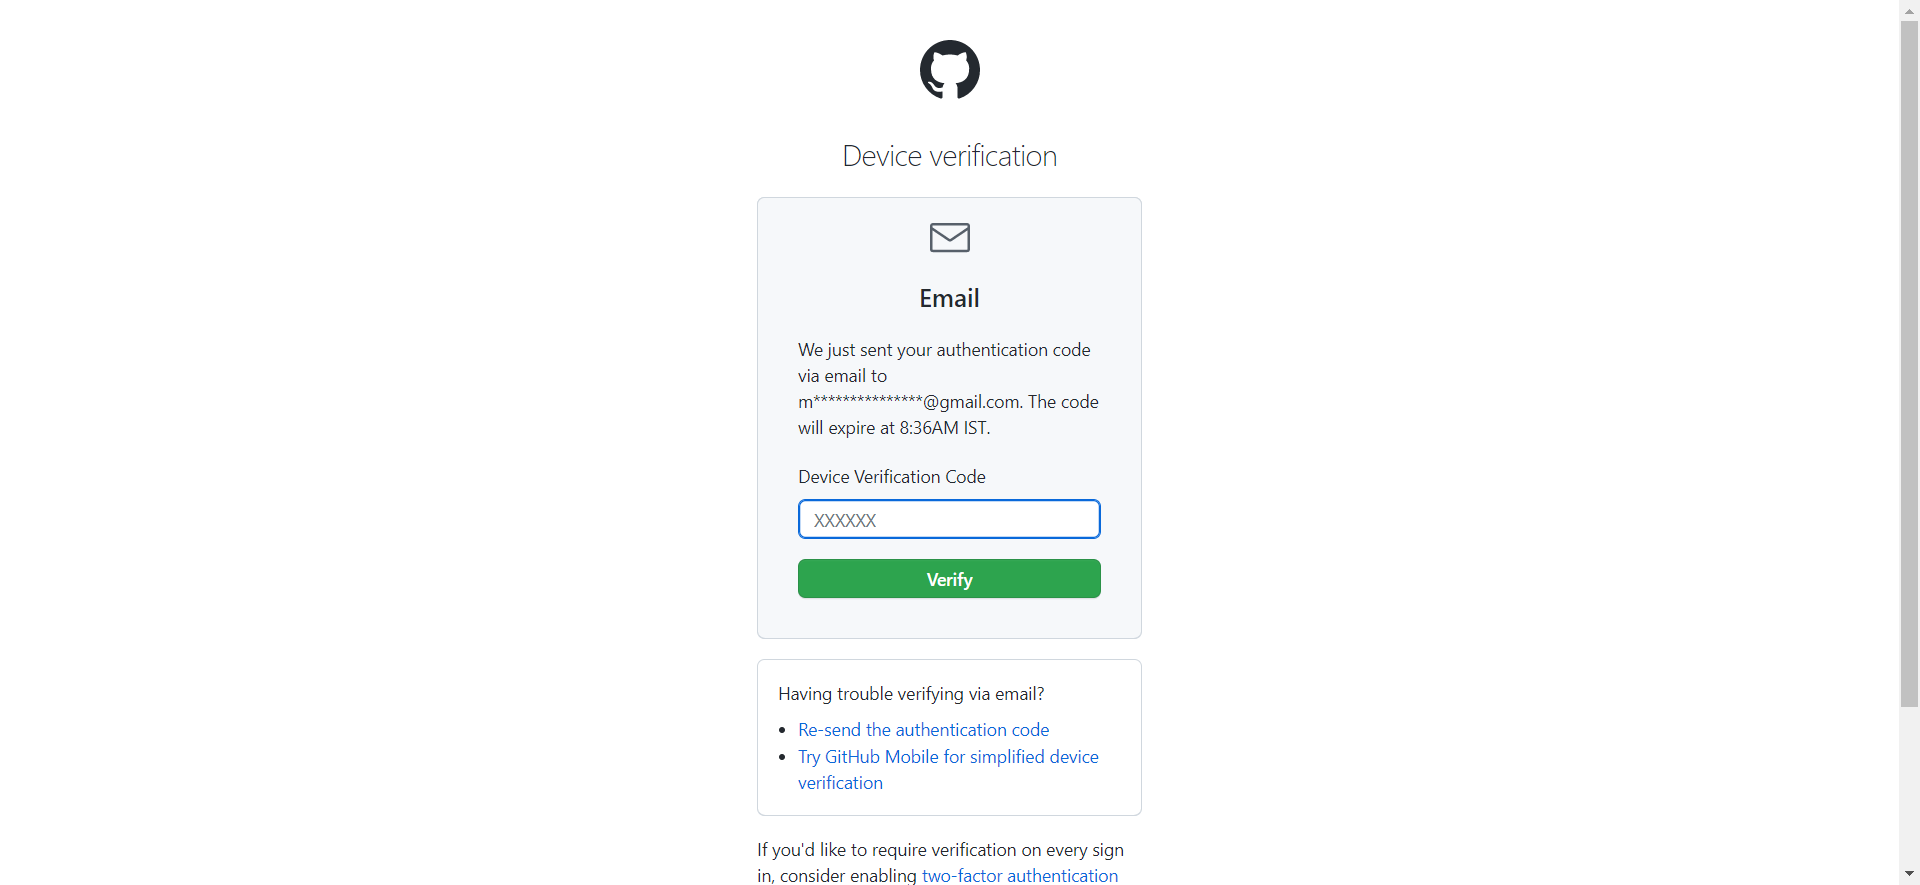 Device verification
Email
We just sent your authentication code
via email to
m***************@gmail.com. The code
will expire at 8:36AM IST.
Device Verification Code
XXXXXX
Verify
Having trouble verifying via email?
Re-send the authentication code
Try GitHub Mobile for simplified device
verification
If you'd like to require verification on every sign
in, consider enabling two-factor authentication